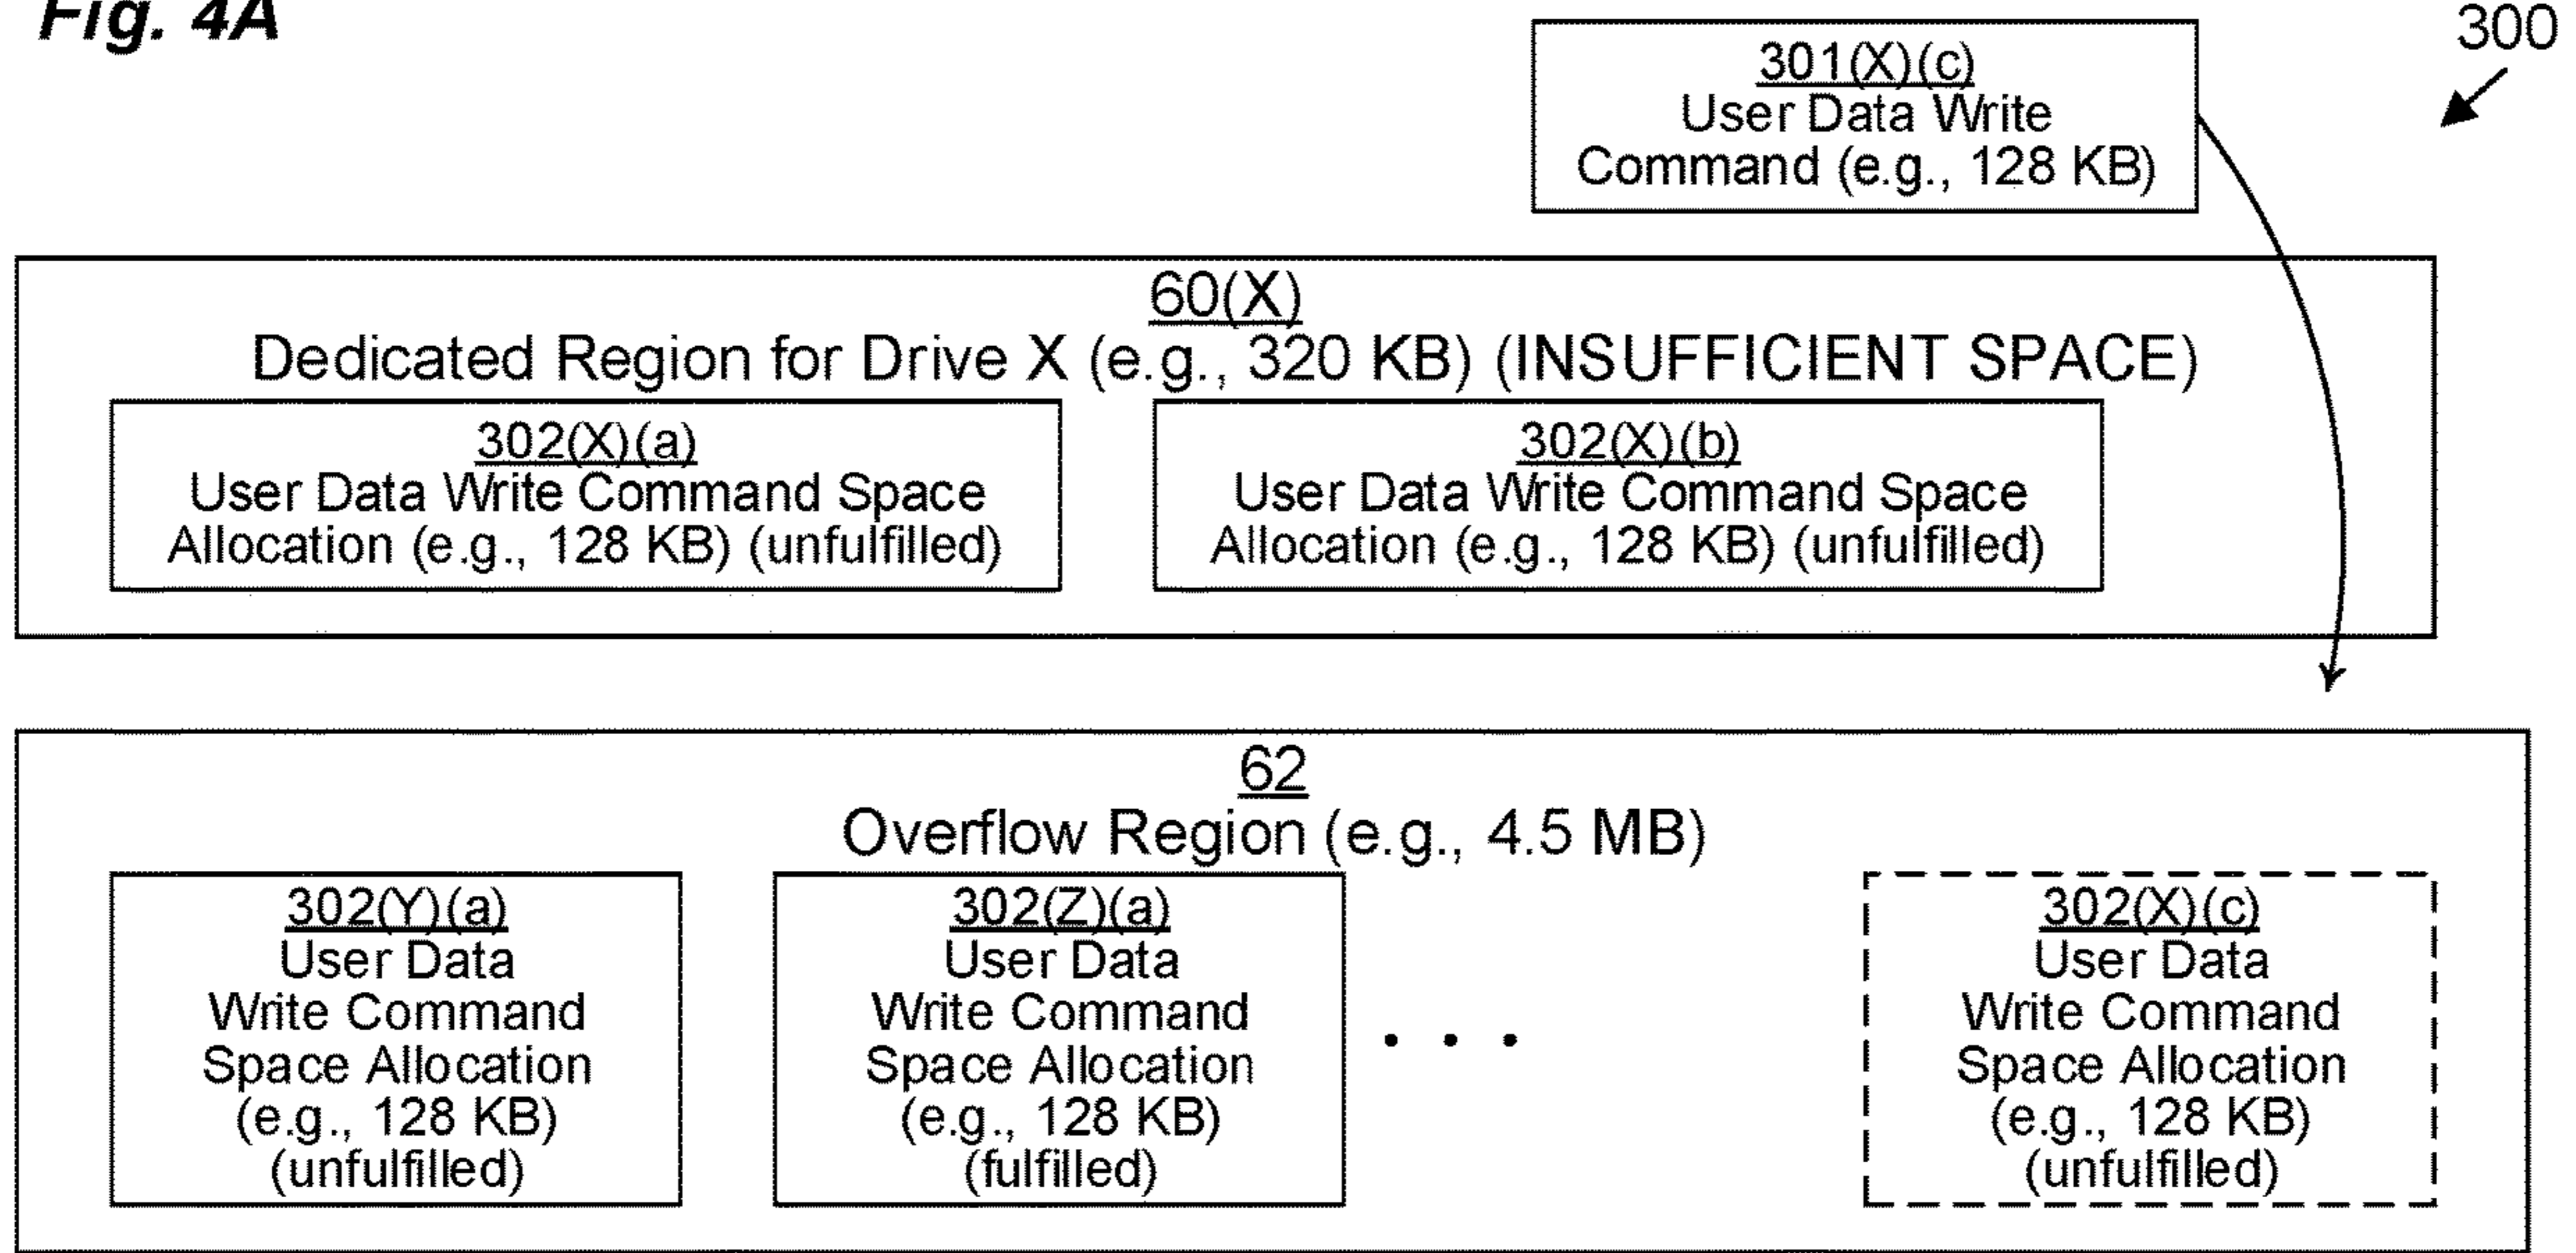 Fig. 4A
300
301(X)(c)
User Data Write
Command (e.g., 128 KB)
60(X)
Dedicated Region for Drive X (e.g., 320 KB) (INSUFFICIENT SPACE)
302(X)(a)
User Data Write Command Space
Allocation (e.g., 128 KB) (unfulfilled)
302(X)(b)
User Data Write Command Space
Allocation (e.g., 128 KB) (unfulfilled)
62
Overflow Region (e.g., 4.5 MB)
302(Y)(a)
User Data
Write Command
Space Allocation
(e.g., 128 KB)
(unfulfilled)
302(Z)(a)
User Data
Write Command
Space Allocation
(e.g., 128 KB)
(fulfilled)
. . .
302(X)(c)
User Data
Write Command
Space Allocation
(e.g., 128 KB)
(unfulfilled)